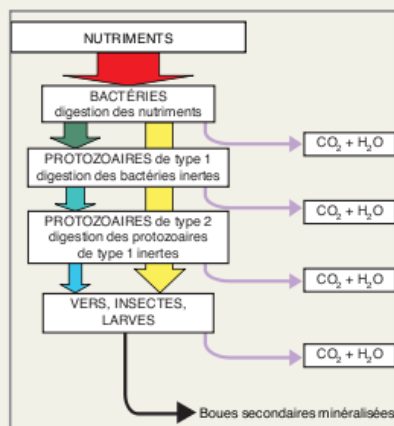 NUTRIMENTS
BACTÉRIES
digestion des nutriments
CO₂ + H₂O
PROTOZOAIRES de type 1
digestion des bactéries inertes
CO₂ + H₂O
PROTOZOAIRES de type 2
digestion des protozoaires
de type 1 inertes
CO₂ + H₂O
VERS, INSECTES,
LARVES
CO₂ + H₂O
Boues secondaires minéralisées